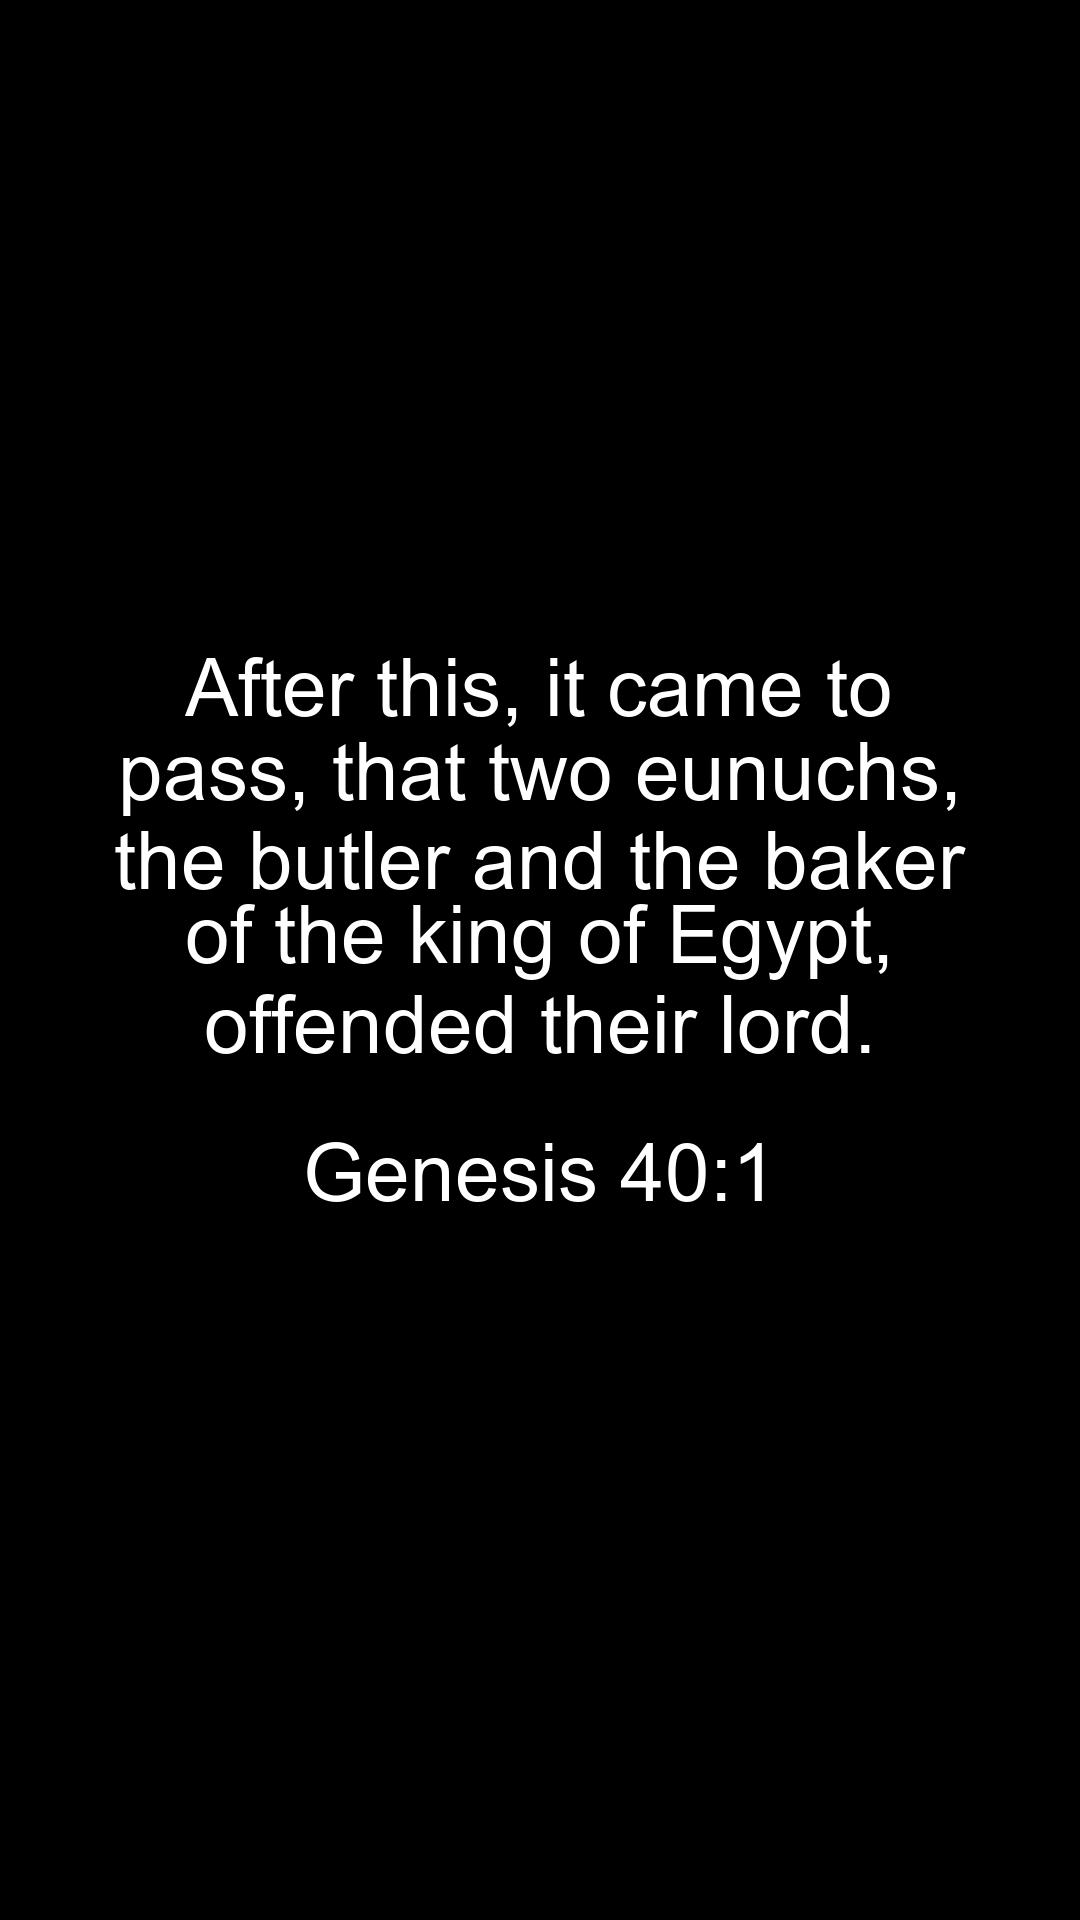 After this, it came to
pass, that two eunuchs,
the butler and the baker
of the king of Egypt,
offended their lord.
Genesis 40:1